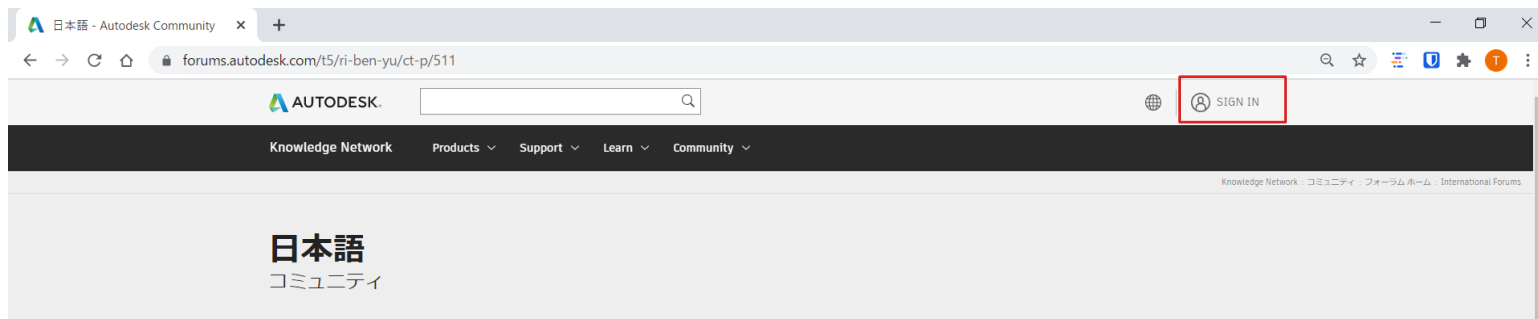 日本語 - Autodesk Community
forums.autodesk.com/t5/ri-ben-yu/ct-p/511
T
AUTODESK.
SIGN IN
Knowledge Network Products Support Learn Community
Knowledge Network : コミュニティ : フォーラム ホーム : International Forums
日本語
コミュニティ